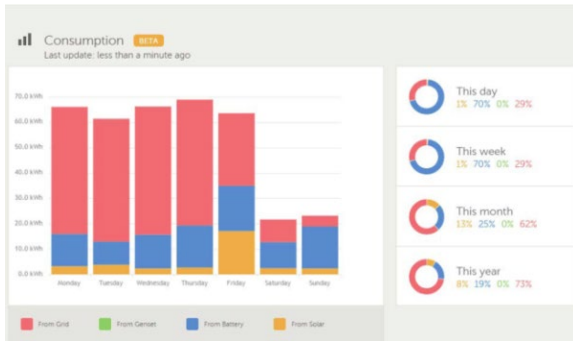 Consumption BETA
Last update: less than a minute ago
70.0 kWh
60.0 kWh
50.0 kWh
40.0 kWh
30.0 kWh
20.0 kWh
10.0 kWh
0.0 kWh
Monday Tuesday Wednesday Thursday Friday Saturday Sunday
From Grid From Genset From Battery From Solar
This day
1% 70% 0% 29%
This week
1% 70% 0% 29%
This month
13% 25% 0% 62%
This year
8% 19% 0% 73%